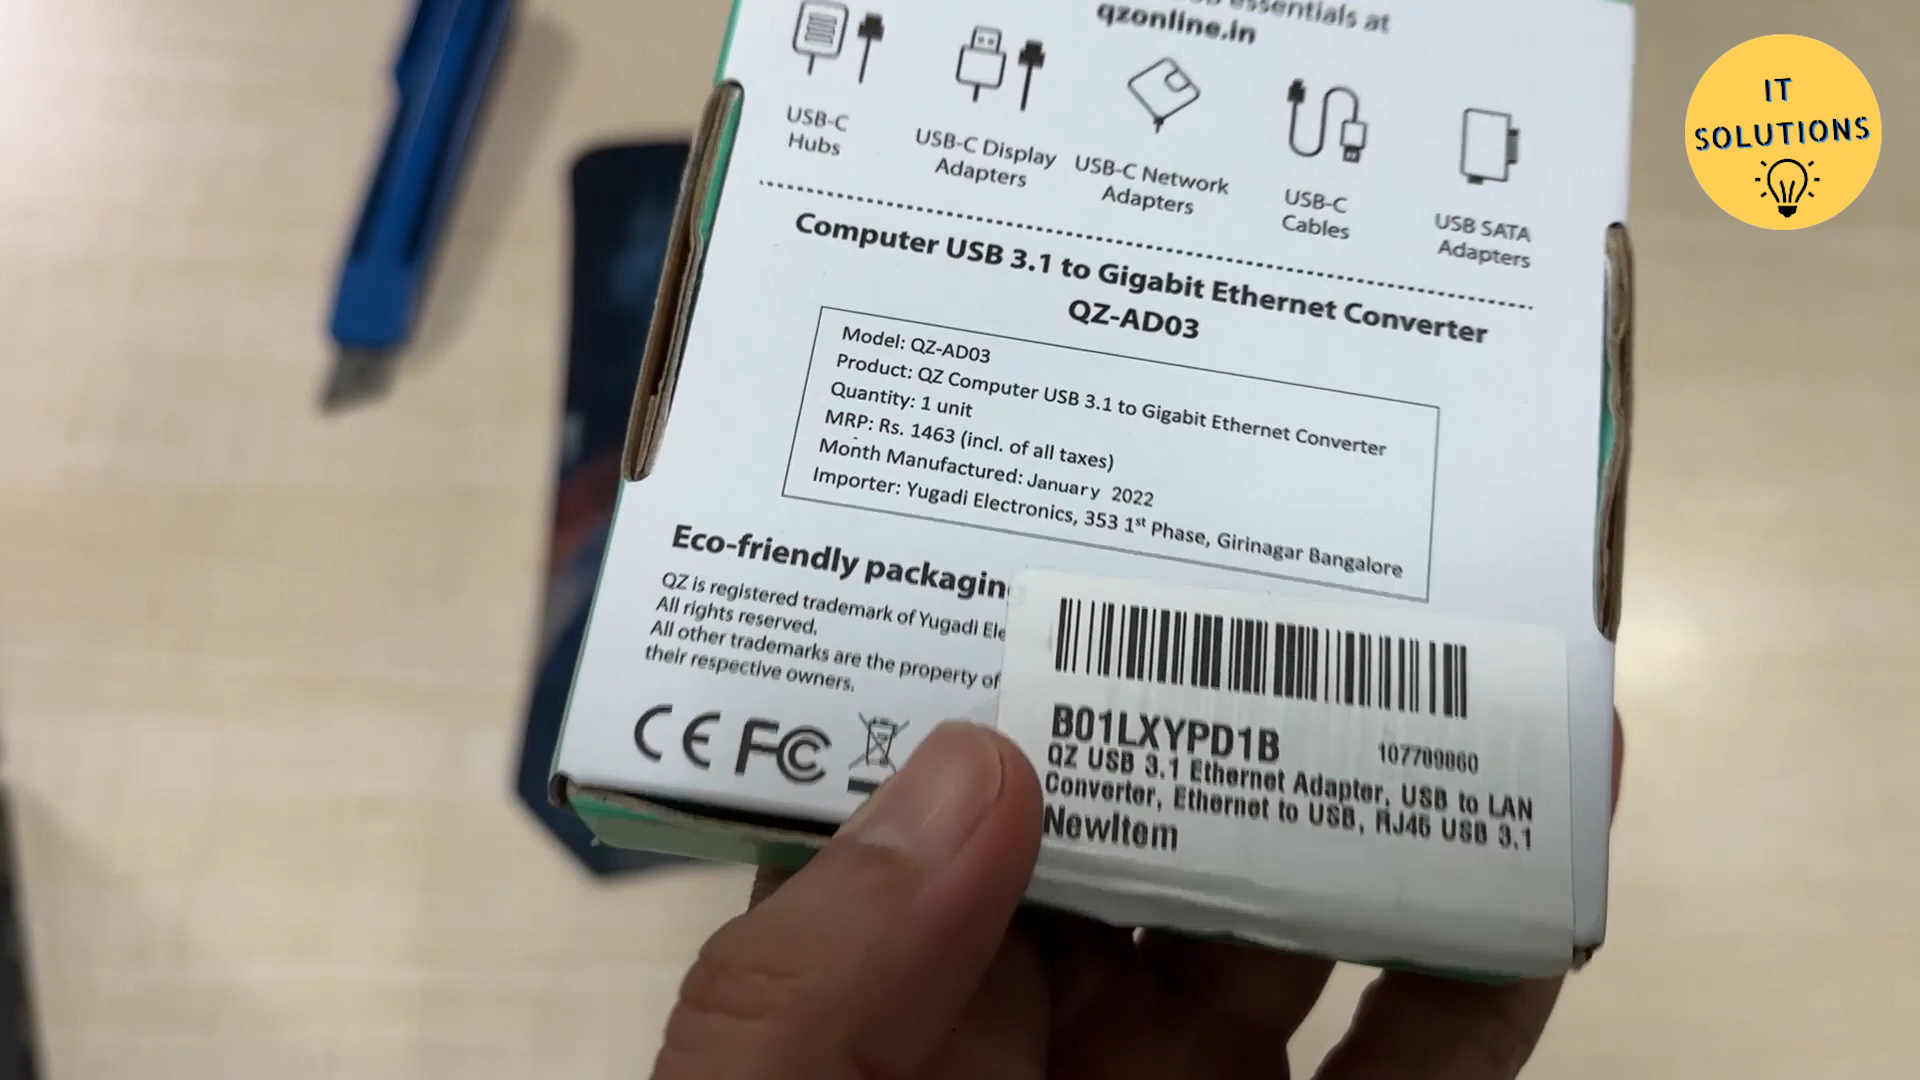 essentials at
qzonline.in
USB-C
Hubs
USB-C Display
Adapters
USB-C Network
Adapters
USB-C
Cables
USB SATA
Adapters
Computer USB 3.1 to Gigabit Ethernet Converter
QZ-AD03
Model: QZ-AD03
Product: QZ Computer USB 3.1 to Gigabit Ethernet Converter
Quantity: 1 unit
MRP: Rs. 1463 (incl. of all taxes)
Month Manufactured: January 2022
Importer: Yugadi Electronics, 353 1st Phase, Girinagar Bangalore
Eco-friendly packagin
QZ is registered trademark of Yugadi Ele
All rights reserved.
All other trademarks are the property of
their respective owners.
CE FC
B01LXYPD1B
107709860
QZ USB 3.1 Ethernet Adapter, USB to LAN
Converter, Ethernet to USB, RJ45 USB 3.1
NewItem
IT
SOLUTIONS